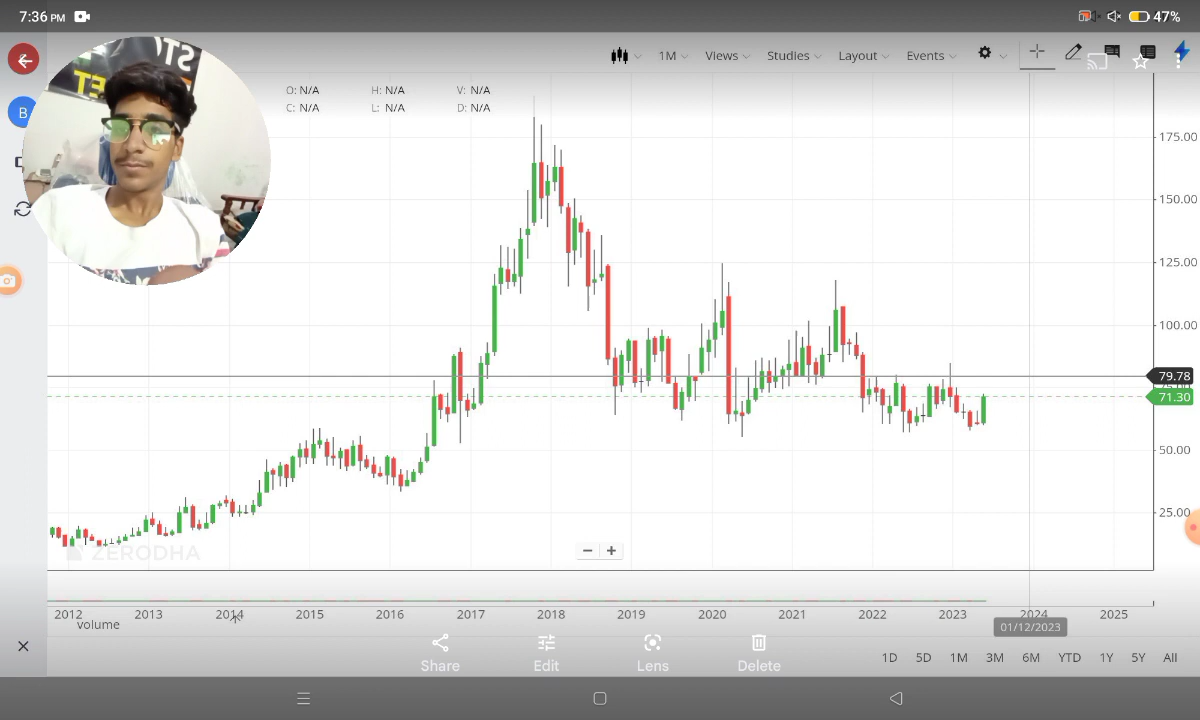 7:36 PM
47%
STO
ET
B
1M
Views
Studies
Layout
Events
O: N/A H: N/A V: N/A
C: N/A L: N/A D: N/A
175.00
150.00
125.00
100.00
79.78
71.30
50.00
25.00
ZERODHA
− +
2012 2013 2014 2015 2016 2017 2018 2019 2020 2021 2022 2023 2024 2025
volume
01/12/2023
1D 5D 1M 3M 6M YTD 1Y 5Y All
Share Edit Lens Delete